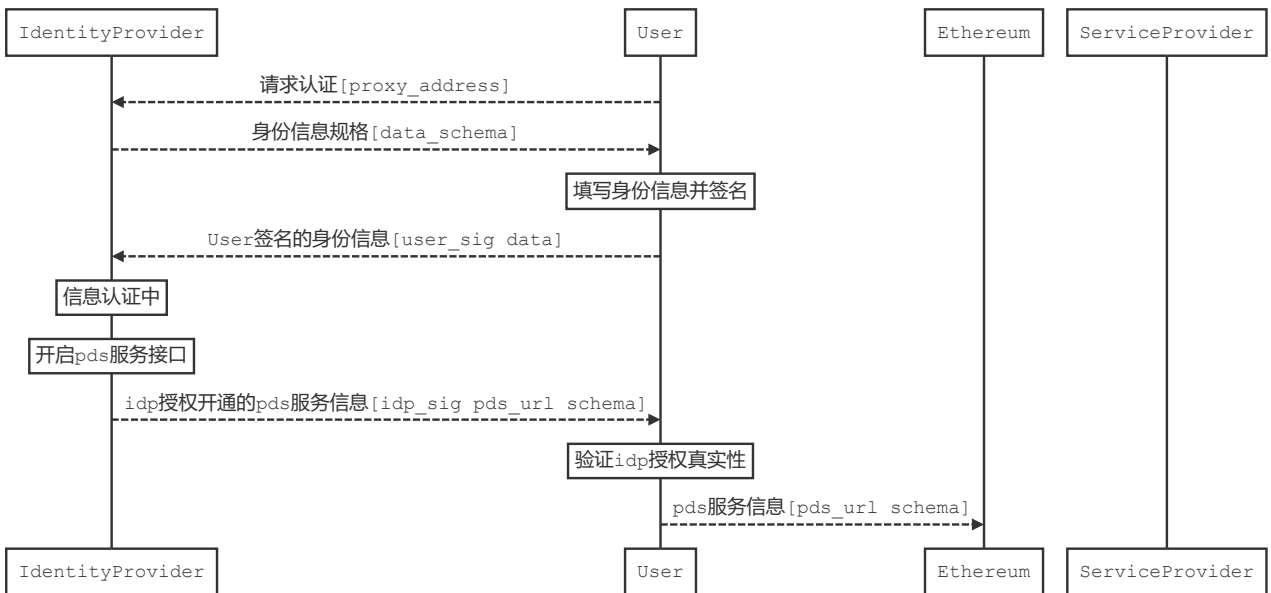 IdentityProvider User Ethereum ServiceProvider
请求认证[proxy_address]
身份信息规格[data_schema]
填写身份信息并签名
User签名的身份信息[user_sig data]
信息认证中
开启pds服务接口
idp授权开通的pds服务信息[idp_sig pds_url schema]
验证idp授权真实性
pds服务信息[pds_url schema]
IdentityProvider User Ethereum ServiceProvider